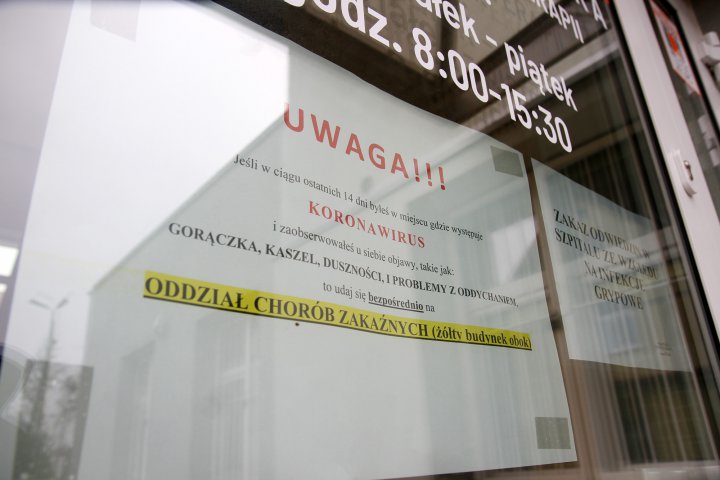 RAPII
godz. 8:00-15:30
- piątek
UWAGA!!!
Jeśli w ciągu ostatnich 14 dni byłeś w miejscu gdzie występuje
KORONAWIRUS
i zaobserwowałeś u siebie objawy, takie jak:
GORĄCZKA, KASZEL, DUSZNOŚCI, I PROBLEMY Z ODDYCHANIEM,
to udaj się bezpośrednio na
ODDZIAŁ CHORÓB ZAKAŹNYCH (żółty budynek obok)
ZAKAZ ODWIEDZIN W
SZPITALU ZE WZGLĘDU
NA INFEKCJE
GRYPOWE